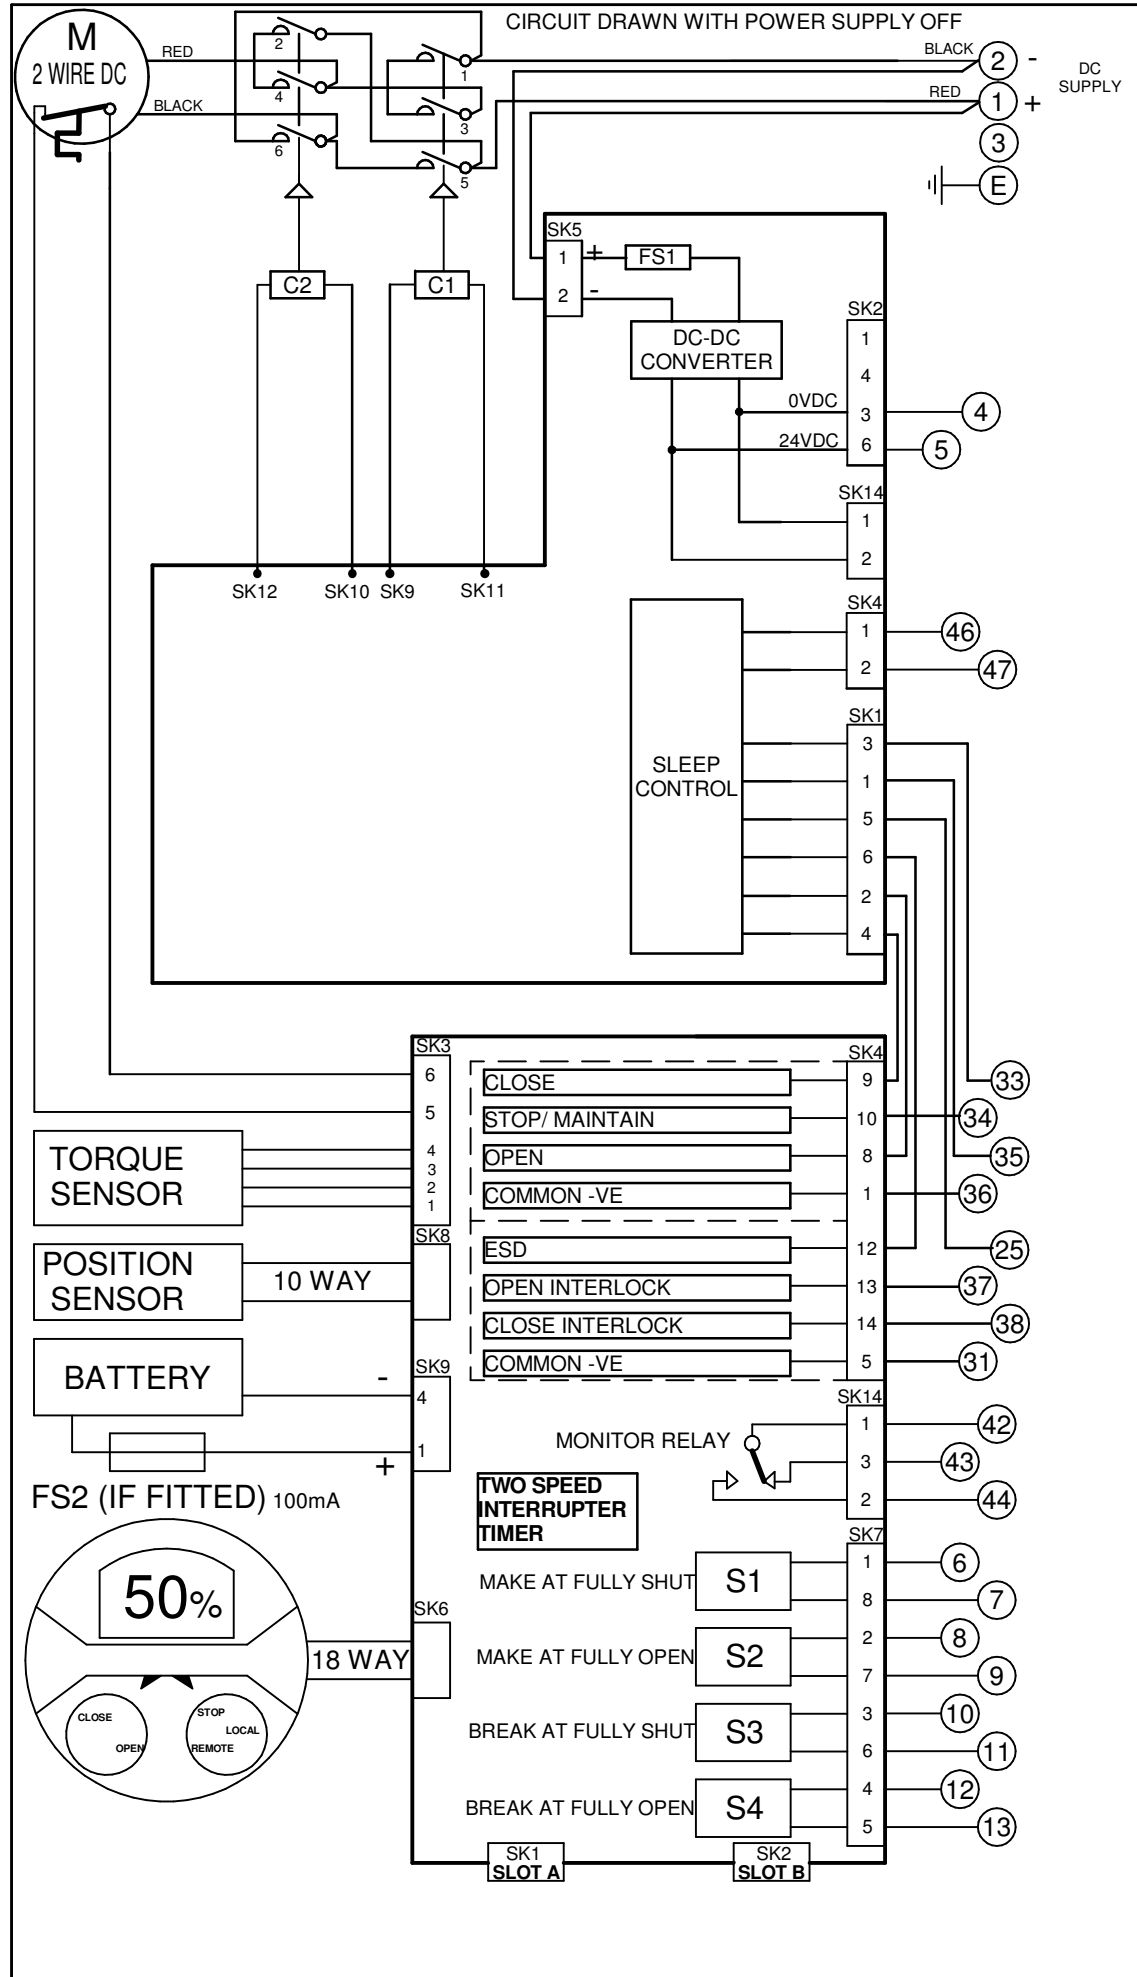 CIRCUIT DRAWN WITH POWER SUPPLY OFF
M
2 WIRE DC
RED
BLACK
2
4
6
1
3
5
BLACK
RED
2 -
1 +
3
E
DC
SUPPLY
C2
C1
SK12
SK10
SK9
SK11
SK5
1 +
2 -
FS1
DC-DC
CONVERTER
0VDC
24VDC
SK2
1
4
3
6
4
5
SK14
1
2
SK4
1
2
46
47
SLEEP
CONTROL
SK1
3
1
5
6
2
4
SK3
6
5
4
3
2
1
TORQUE
SENSOR
SK8
POSITION
SENSOR
10 WAY
SK9
4
1
BATTERY
-
+
FS2 (IF FITTED) 100mA
50%
CLOSE
OPEN
STOP
LOCAL
REMOTE
18 WAY
SK6
SK4
CLOSE 9 33
STOP/ MAINTAIN 10 34
OPEN 8 35
COMMON -VE 1 36
ESD 12 25
OPEN INTERLOCK 13 37
CLOSE INTERLOCK 14 38
COMMON -VE 5 31
SK14
MONITOR RELAY
1 42
3 43
2 44
TWO SPEED
INTERRUPTER
TIMER
SK7
MAKE AT FULLY SHUT S1
1 6
8 7
MAKE AT FULLY OPEN S2
2 8
7 9
BREAK AT FULLY SHUT S3
3 10
6 11
BREAK AT FULLY OPEN S4
4 12
5 13
SK1
SLOT A
SK2
SLOT B